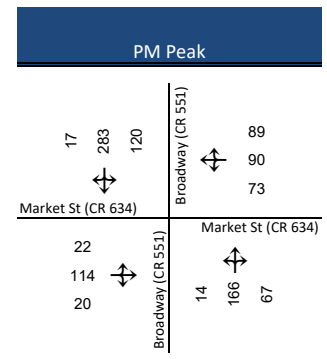 PM Peak
17 283 120
Broadway (CR 551)
89
90
73
Market St (CR 634)
Market St (CR 634)
22
114
20
Broadway (CR 551)
14 166 67